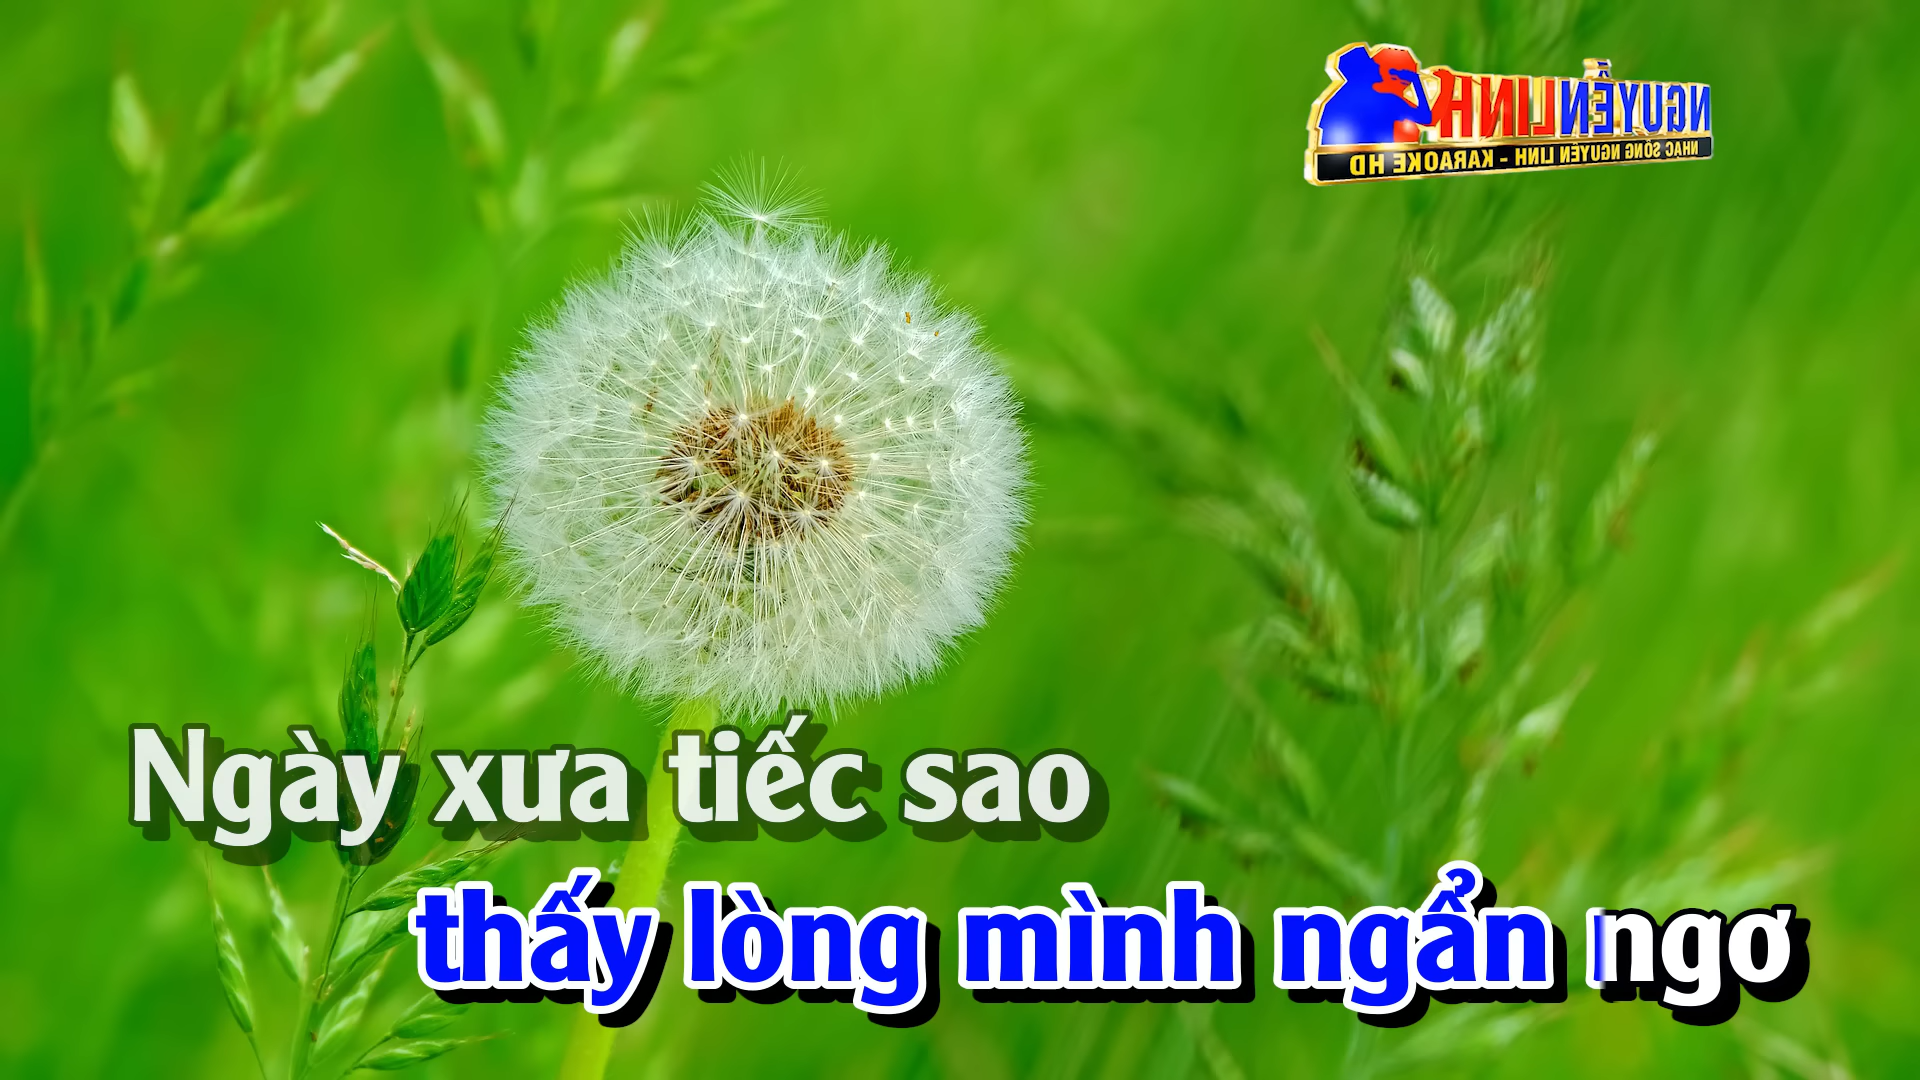 NGUYỄN LINH
NHẠC SỐNG NGUYỄN LINH - KARAOKE HD
Ngày xưa tiếc sao
thấy lòng mình ngẩn ngơ